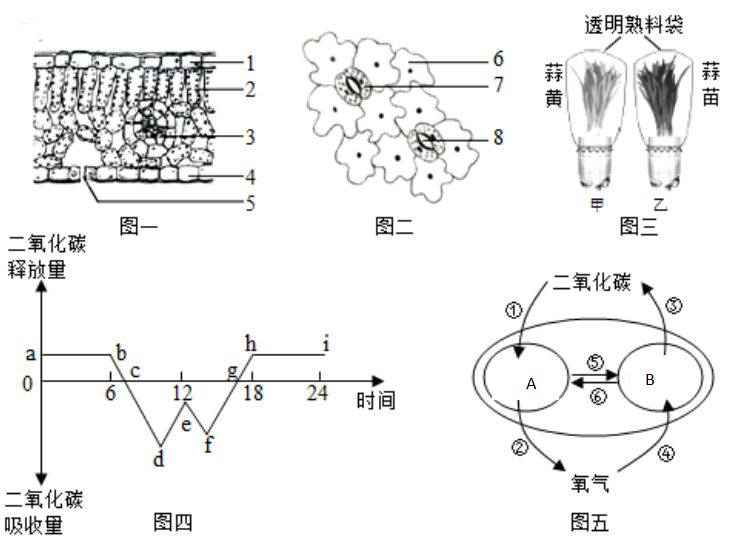 1
2
3
4
5
图一
6
7
8
图二
透明熟料袋
蒜黄
蒜苗
甲
乙
图三
二氧化碳
释放量
a
b
c
d
e
f
g
h
i
0
6
12
18
24
时间
二氧化碳
吸收量
图四
二氧化碳
①
③
A
⑤
⑥
B
②
④
氧气
图五